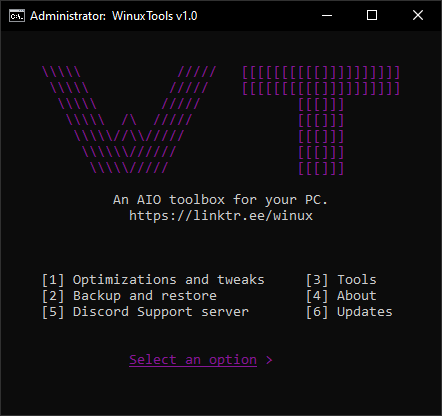 Administrator: WinuxTools v1.0
\\\\\            /////   [[[[[[[[[[]]]]]]]]]]
 \\\\\          /////    [[[[[[[[[[]]]]]]]]]]
  \\\\\        /////            [[[]]]
   \\\\\  /\  /////             [[[]]]
    \\\\\//\\/////              [[[]]]
     \\\\\\//////               [[[]]]
      \\\\\/////                [[[]]]
An AIO toolbox for your PC.
https://linktr.ee/winux
[1] Optimizations and tweaks     [3] Tools
[2] Backup and restore           [4] About
[5] Discord Support server       [6] Updates
Select an option >